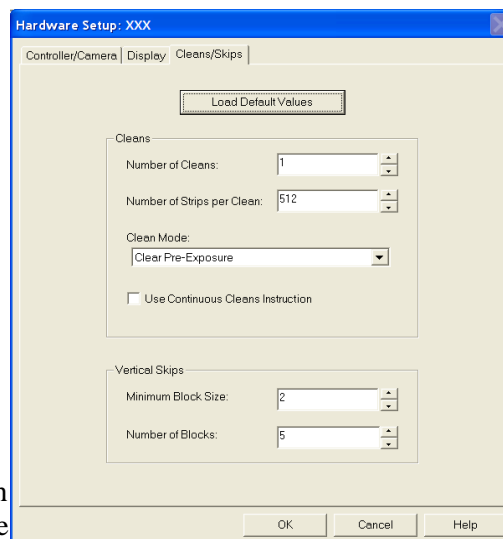 Hardware Setup: XXX
Controller/Camera Display Cleans/Skips
Load Default Values
Cleans
Number of Cleans: 1
Number of Strips per Clean: 512
Clean Mode:
Clear Pre-Exposure
Use Continuous Cleans Instruction
Vertical Skips
Minimum Block Size: 2
Number of Blocks: 5
OK Cancel Help